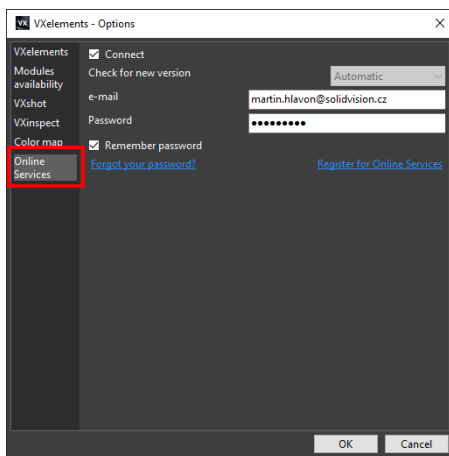 VX VXelements - Options
VXelements
Modules
availability
VXshot
VXinspect
Color map
Online
Services
Connect
Check for new version Automatic
e-mail martin.hlavon@solidvision.cz
Password ●●●●●●●●●
Remember password
Forgot your password? Register for Online Services
OK Cancel